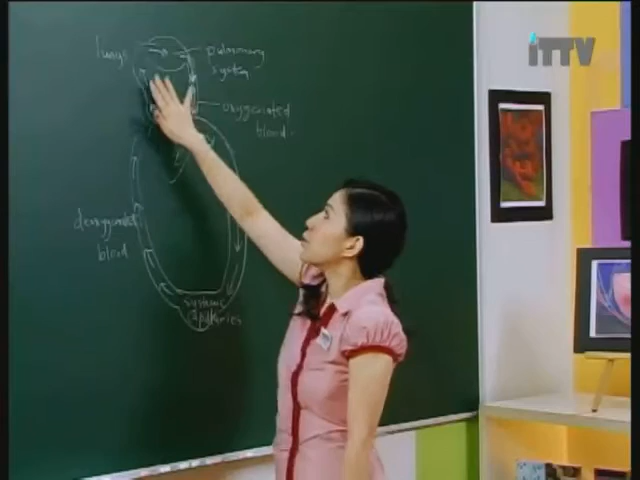 iTTV
lungs
pulmonary
system
oxygenated
blood.
deoxygenated
blood
systemic
capillaries